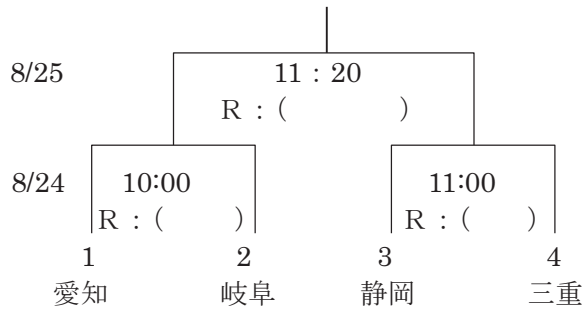 8/25 11：20
R：(　　　)
8/24 10:00 11:00
R：(　　) R：(　　)
1 2 3 4
愛知 岐阜 静岡 三重